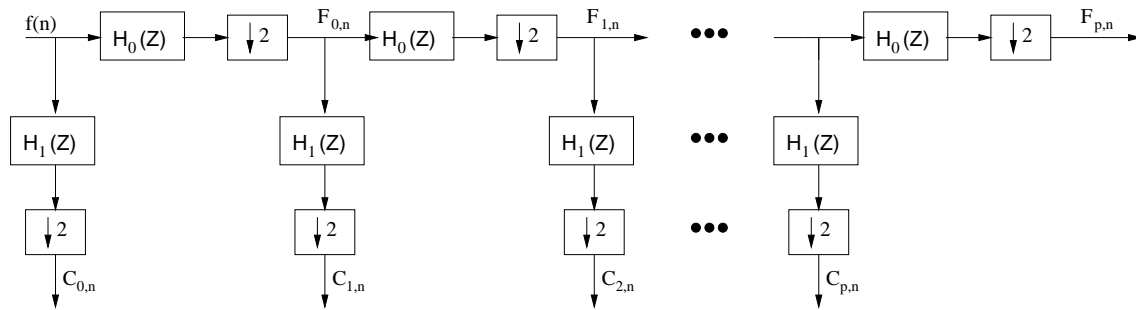 f(n) F₀,ₙ F₁,ₙ Fₚ,ₙ
H₀(Z) ↓2 H₀(Z) ↓2 ••• H₀(Z) ↓2
H₁(Z) H₁(Z) H₁(Z) ••• H₁(Z)
↓2 ↓2 ↓2 ••• ↓2
C₀,ₙ C₁,ₙ C₂,ₙ Cₚ,ₙ